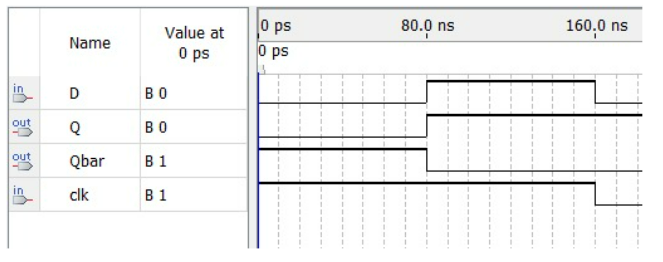 Name
Value at
0 ps
0 ps
80.0 ns
160.0 ns
0 ps
in
D
B 0
out
Q
B 0
out
Qbar
B 1
in
clk
B 1